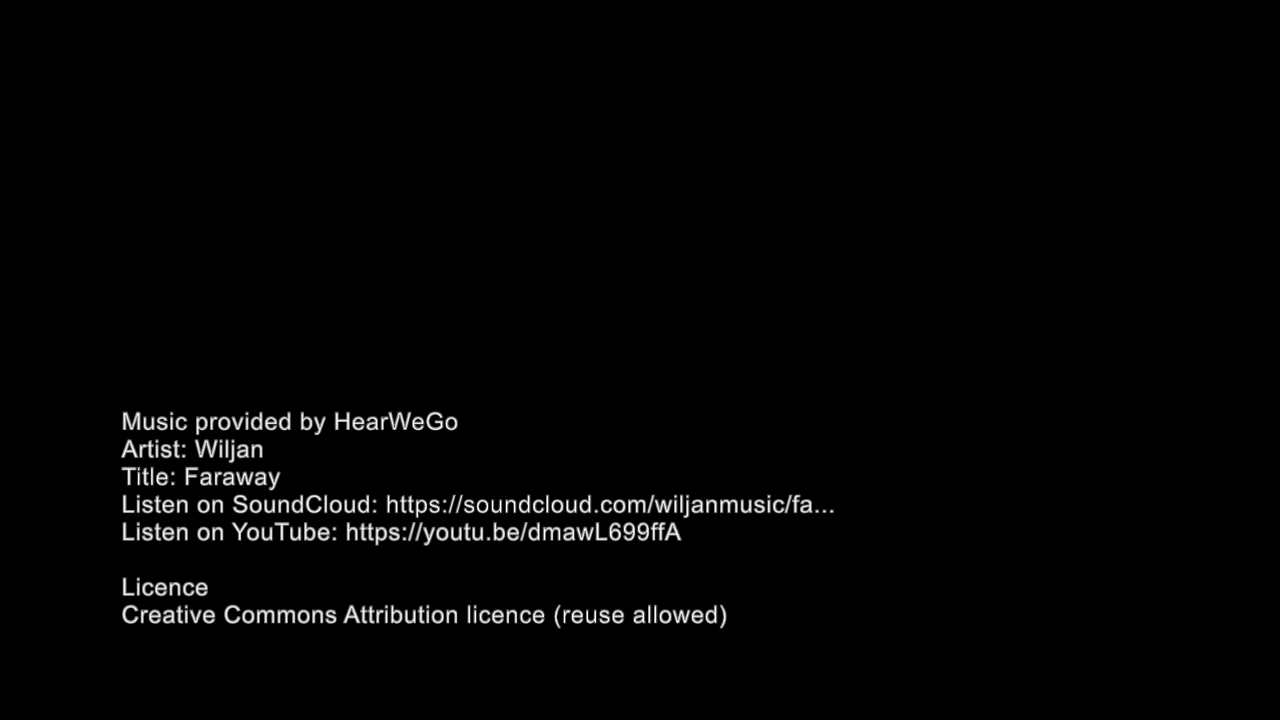 Music provided by HearWeGo
Artist: Wiljan
Title: Faraway
Listen on SoundCloud: https://soundcloud.com/wiljanmusic/fa...
Listen on YouTube: https://youtu.be/dmawL699ffA
Licence
Creative Commons Attribution licence (reuse allowed)